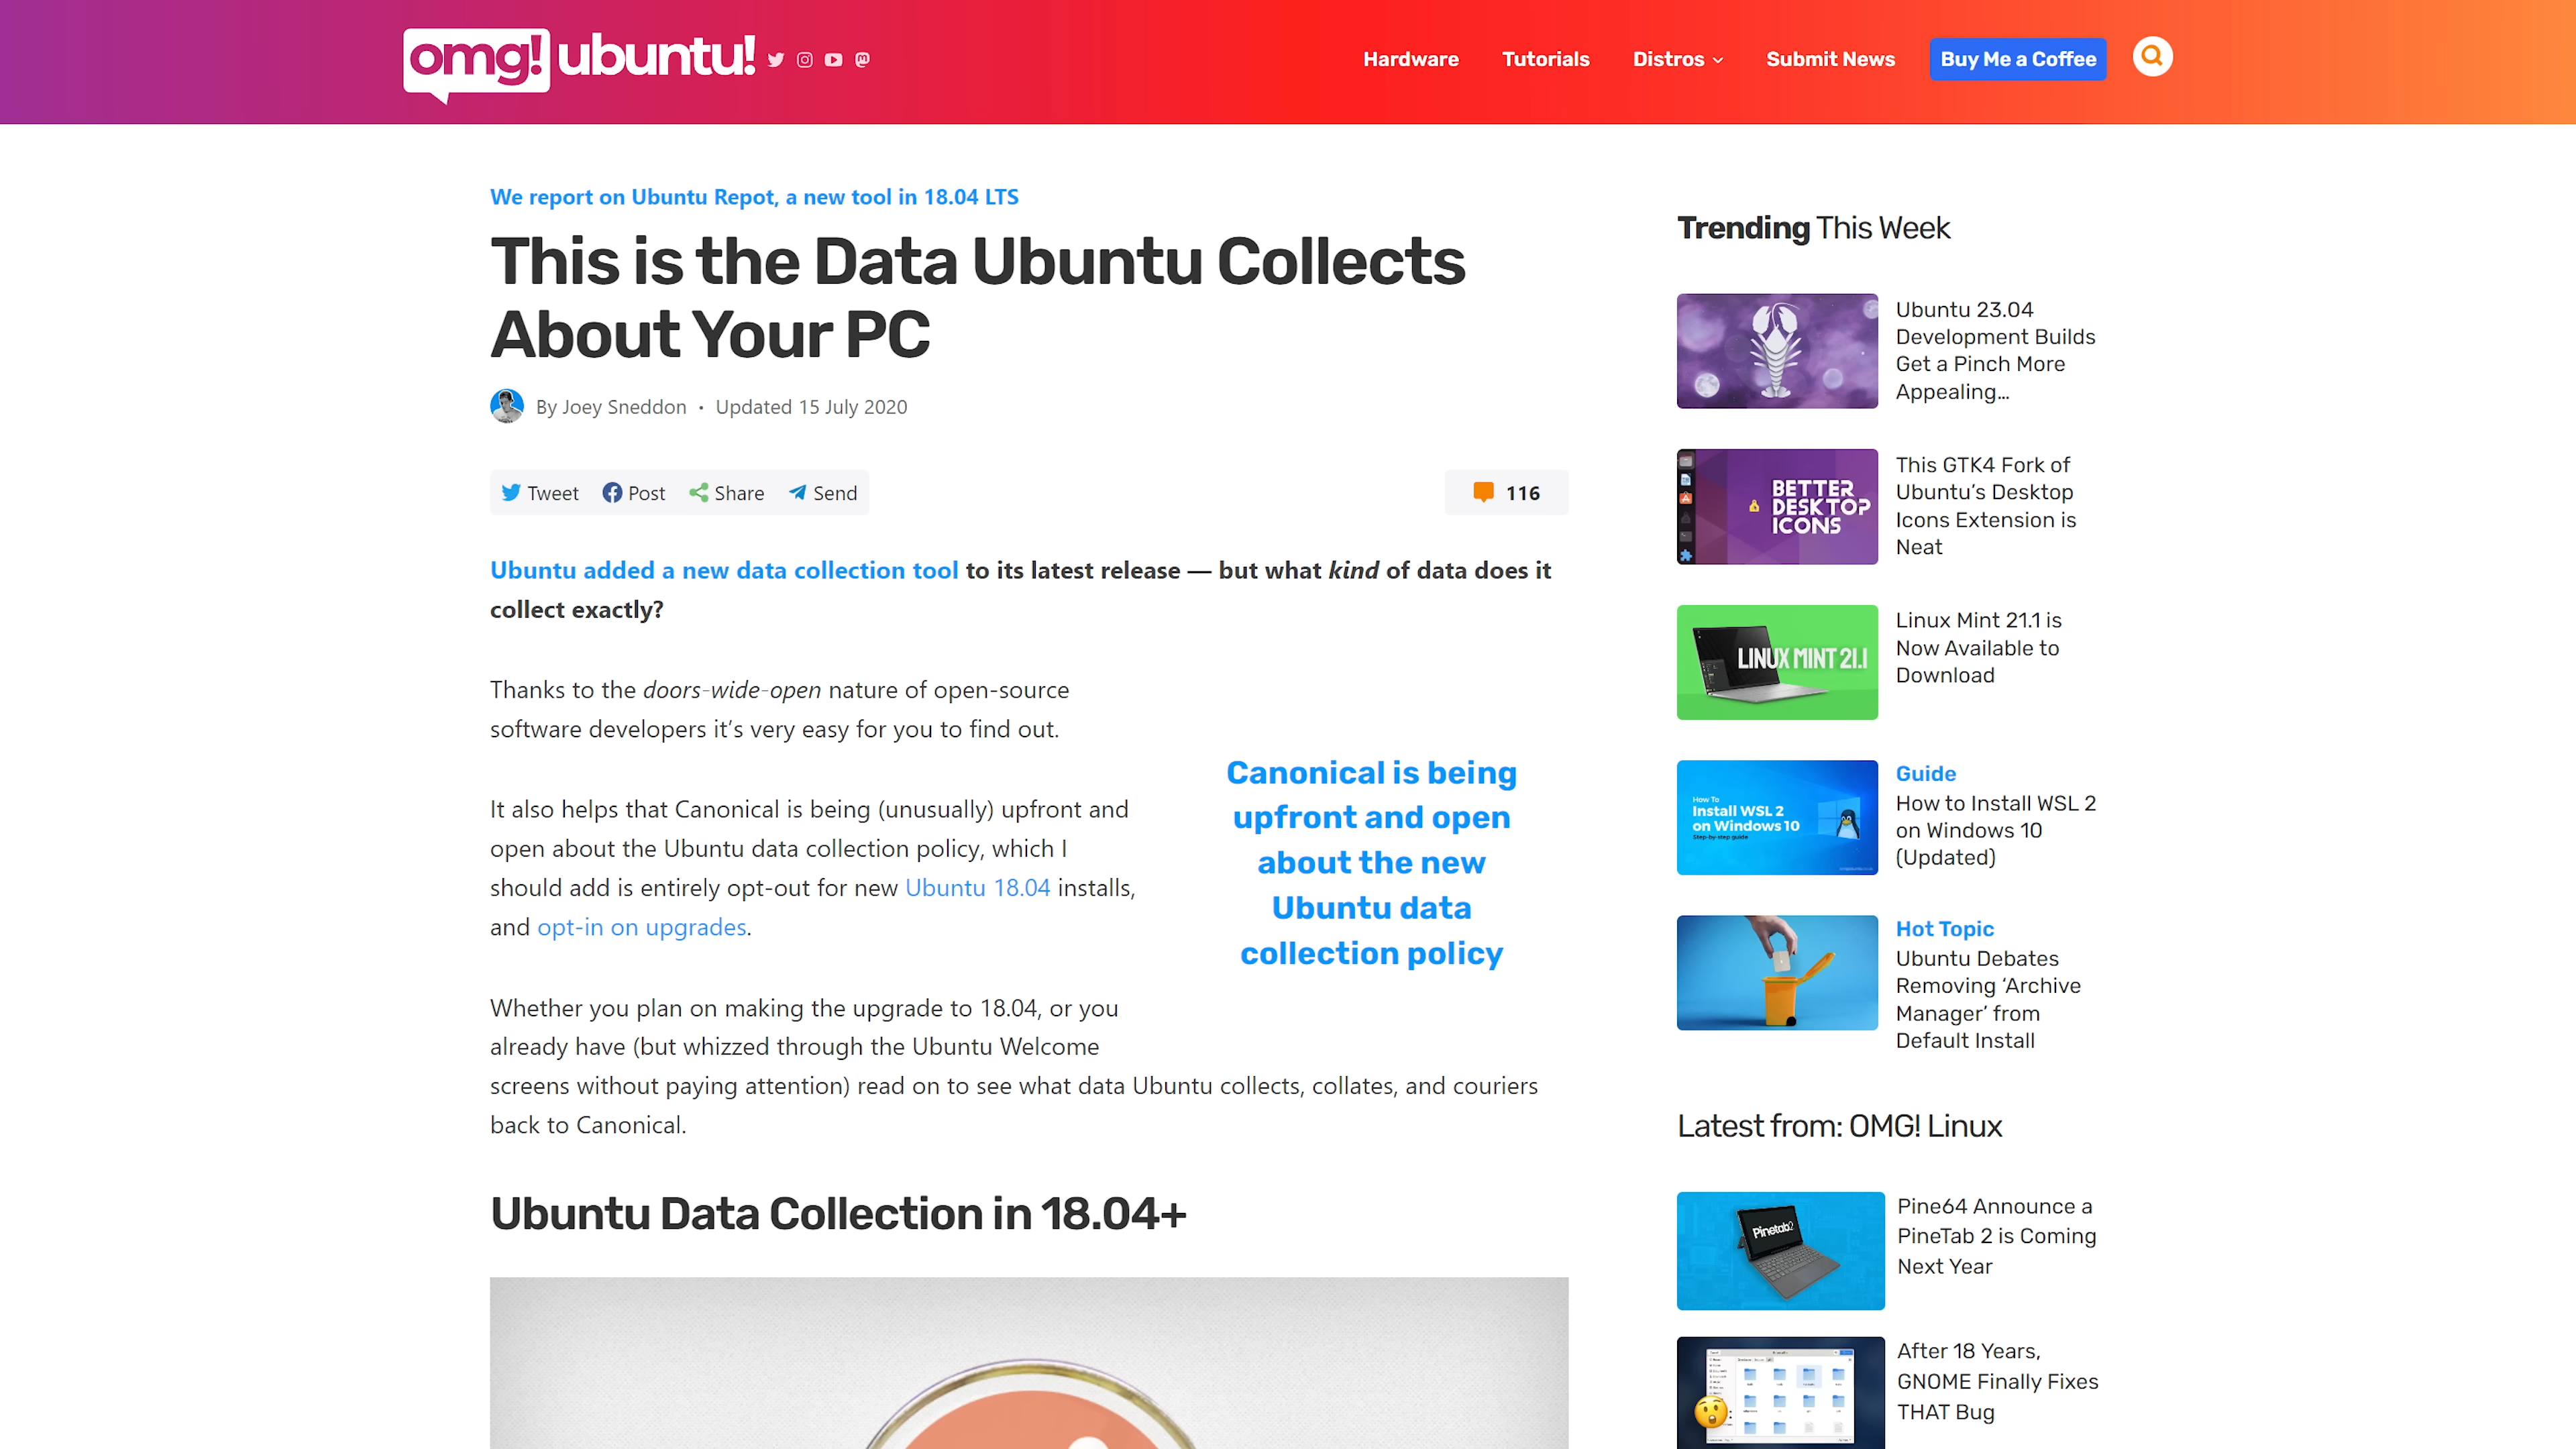 omg! ubuntu!
Hardware Tutorials Distros Submit News Buy Me a Coffee
We report on Ubuntu Repot, a new tool in 18.04 LTS
This is the Data Ubuntu Collects
About Your PC
By Joey Sneddon • Updated 15 July 2020
Tweet Post Share Send 116
Ubuntu added a new data collection tool to its latest release — but what kind of data does it
collect exactly?
Thanks to the doors-wide-open nature of open-source
software developers it’s very easy for you to find out.
It also helps that Canonical is being (unusually) upfront and
open about the Ubuntu data collection policy, which I
should add is entirely opt-out for new Ubuntu 18.04 installs,
and opt-in on upgrades.
Canonical is being
upfront and open
about the new
Ubuntu data
collection policy
Whether you plan on making the upgrade to 18.04, or you
already have (but whizzed through the Ubuntu Welcome
screens without paying attention) read on to see what data Ubuntu collects, collates, and couriers
back to Canonical.
Ubuntu Data Collection in 18.04+
Trending This Week
Ubuntu 23.04
Development Builds
Get a Pinch More
Appealing…
BETTER
DESKTOP
ICONS
This GTK4 Fork of
Ubuntu’s Desktop
Icons Extension is
Neat
LINUX MINT 21.1
Linux Mint 21.1 is
Now Available to
Download
How To
Install WSL 2
on Windows 10
Step-by-step guide
Guide
How to Install WSL 2
on Windows 10
(Updated)
Hot Topic
Ubuntu Debates
Removing ‘Archive
Manager’ from
Default Install
Latest from: OMG! Linux
Pinetab2
Pine64 Announce a
PineTab 2 is Coming
Next Year
After 18 Years,
GNOME Finally Fixes
THAT Bug